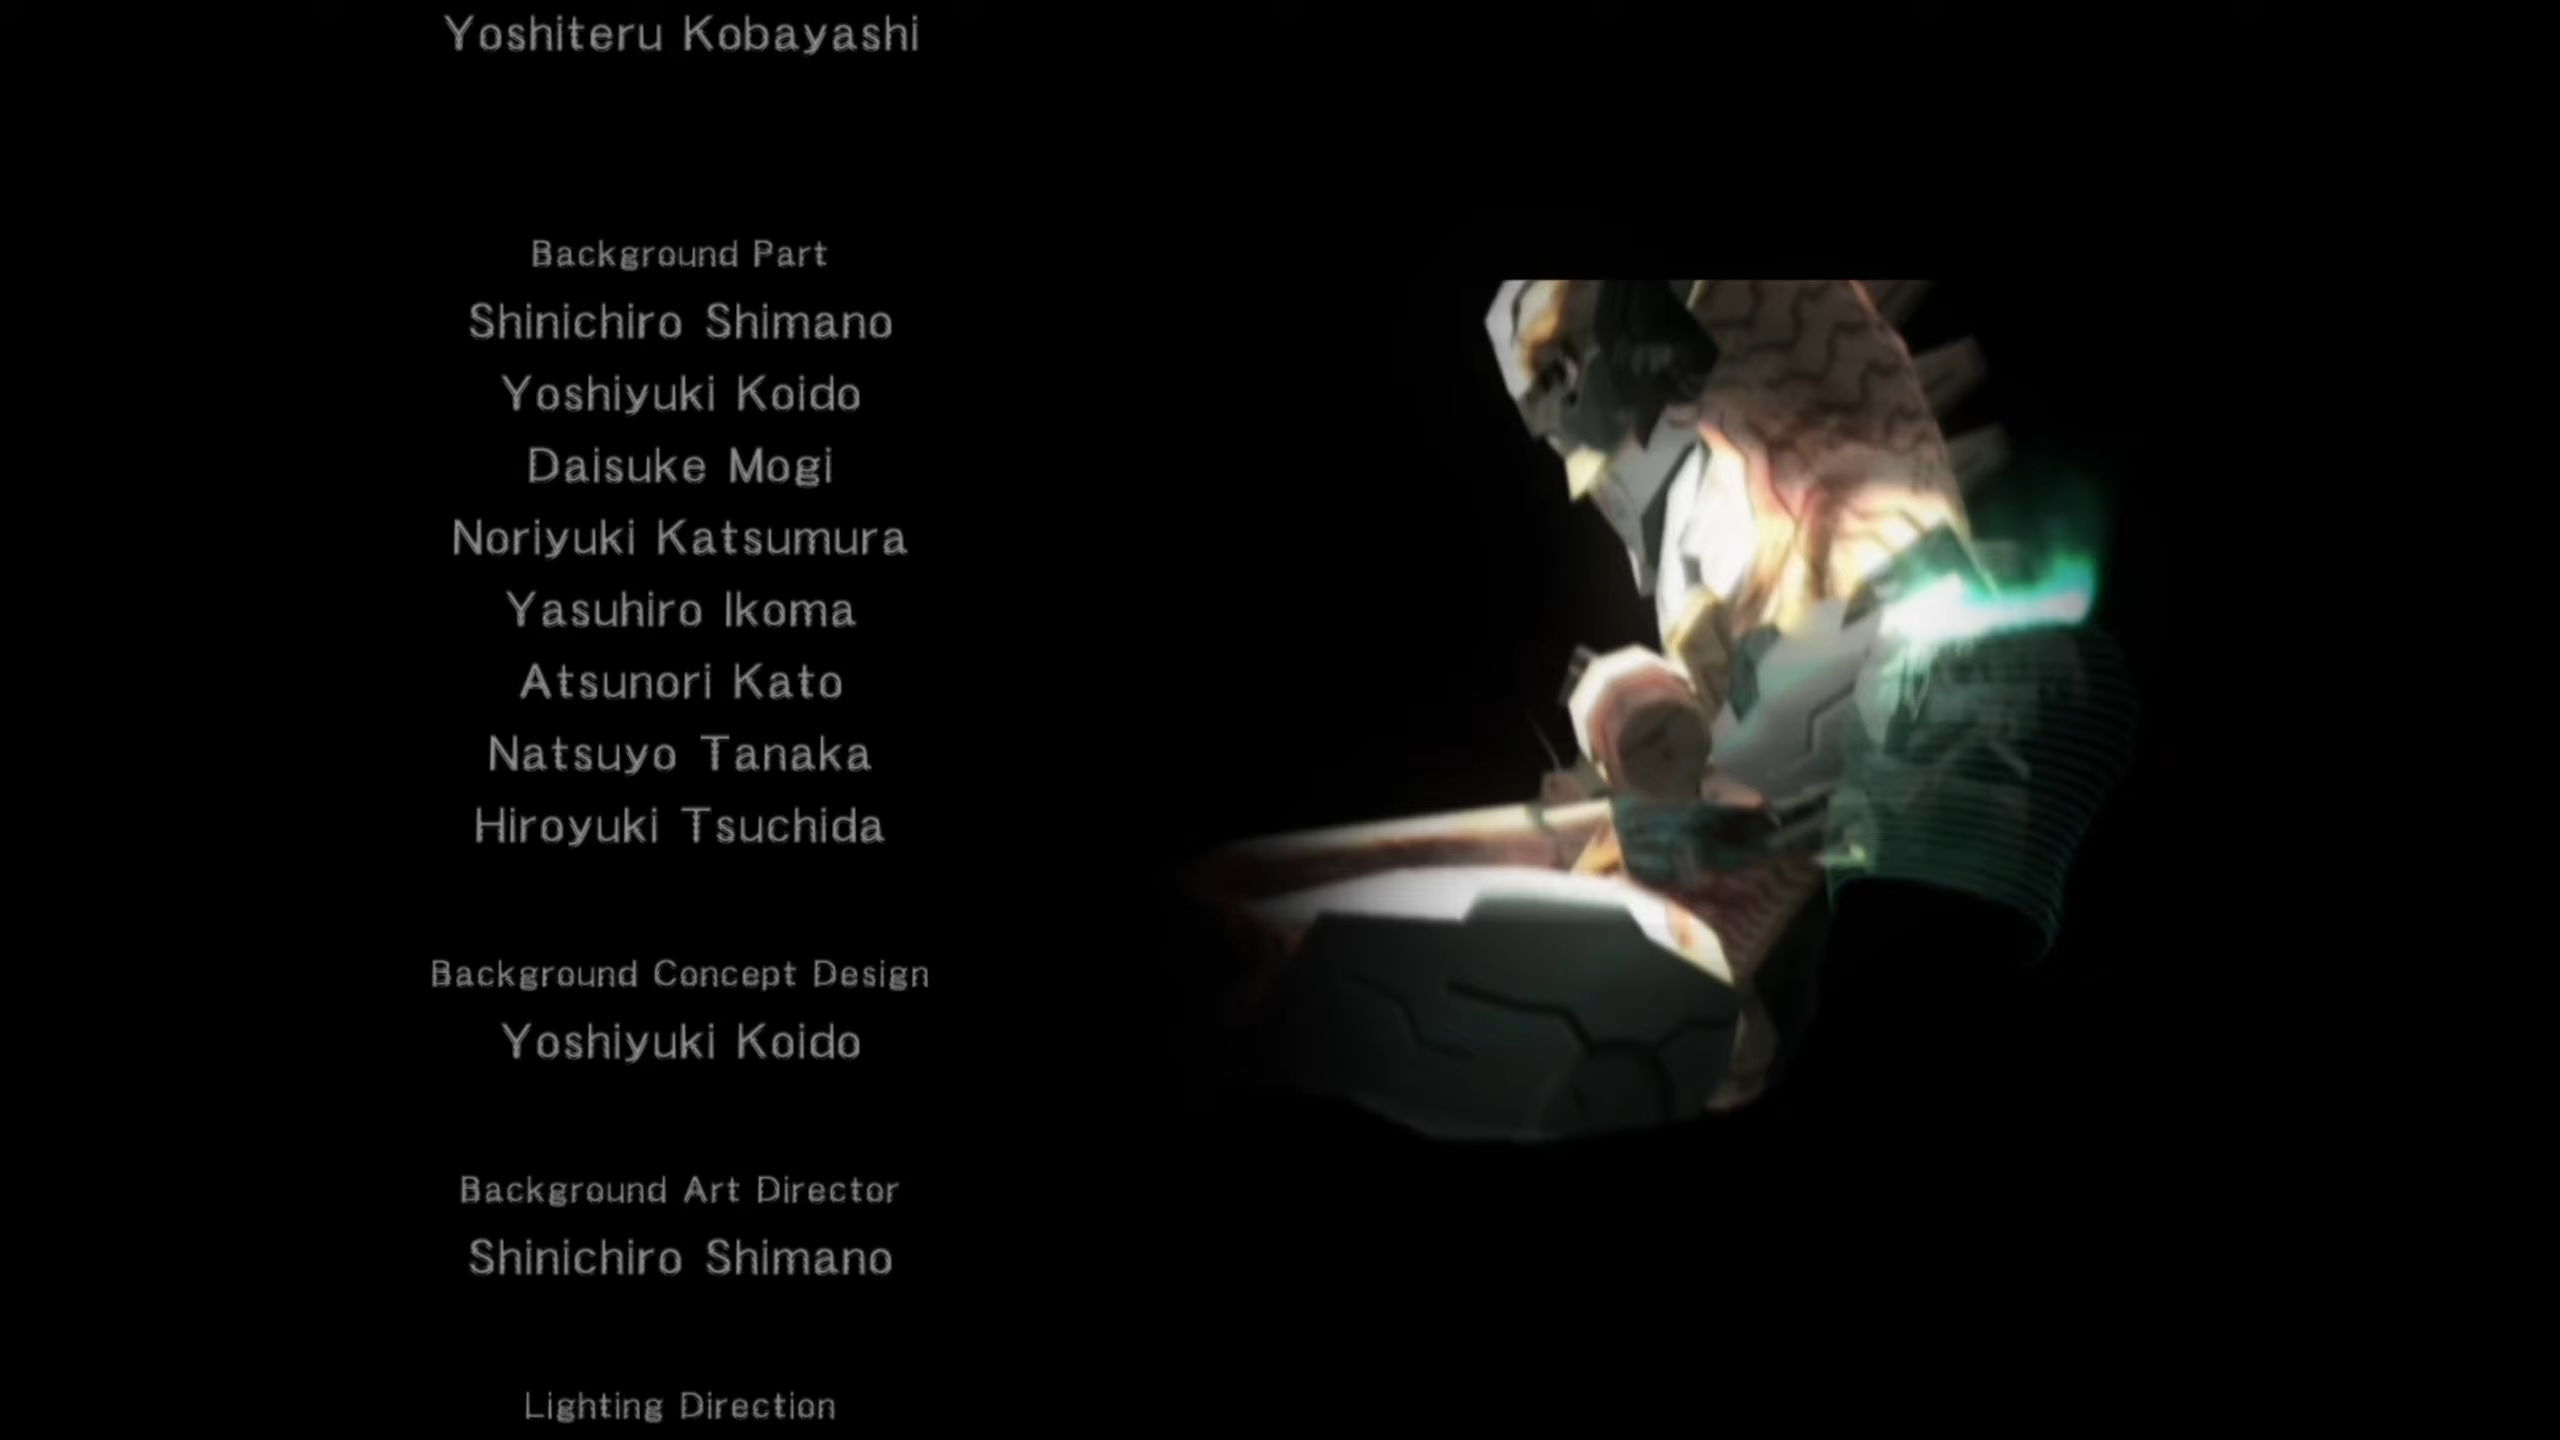 Yoshiteru Kobayashi
Background Part
Shinichiro Shimano
Yoshiyuki Koido
Daisuke Mogi
Noriyuki Katsumura
Yasuhiro Ikoma
Atsunori Kato
Natsuyo Tanaka
Hiroyuki Tsuchida
Background Concept Design
Yoshiyuki Koido
Background Art Director
Shinichiro Shimano
Lighting Direction